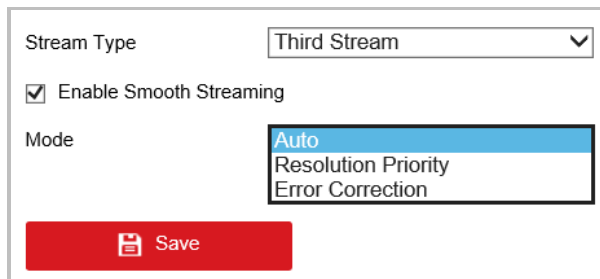 Stream Type Third Stream
Enable Smooth Streaming
Mode Auto
Resolution Priority
Error Correction
Save